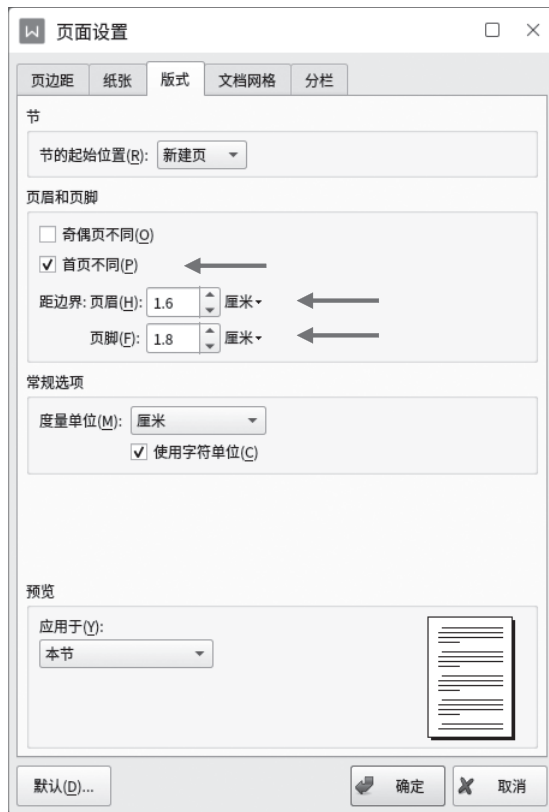 页面设置
页边距 纸张 版式 文档网格 分栏
节
节的起始位置(R): 新建页
页眉和页脚
奇偶页不同(O)
首页不同(P)
距边界: 页眉(H): 1.6 厘米
页脚(F): 1.8 厘米
常规选项
度量单位(M): 厘米
使用字符单位(C)
预览
应用于(Y):
本节
默认(D)... 确定 取消